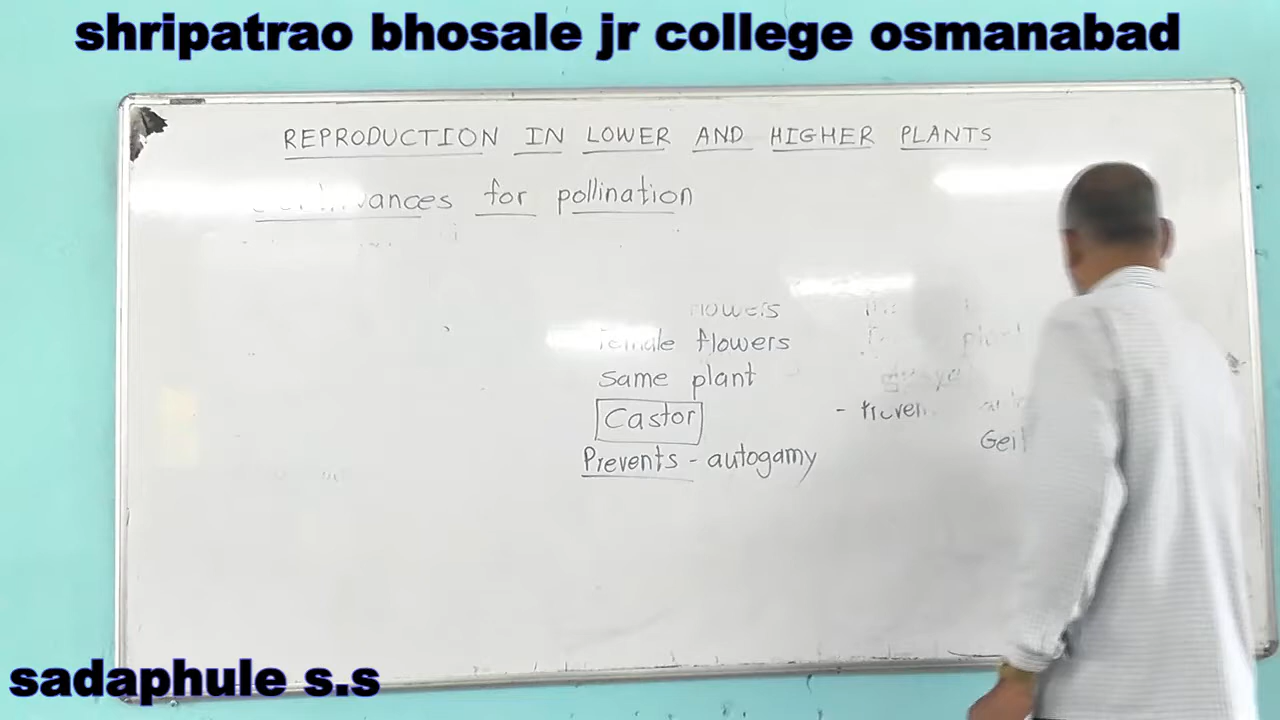 shripatrao bhosale jr college osmanabad
REPRODUCTION IN LOWER AND HIGHER PLANTS
for pollination
flowers
female flowers
same plant
Castor
Prevents - autogamy
sadaphule s.s